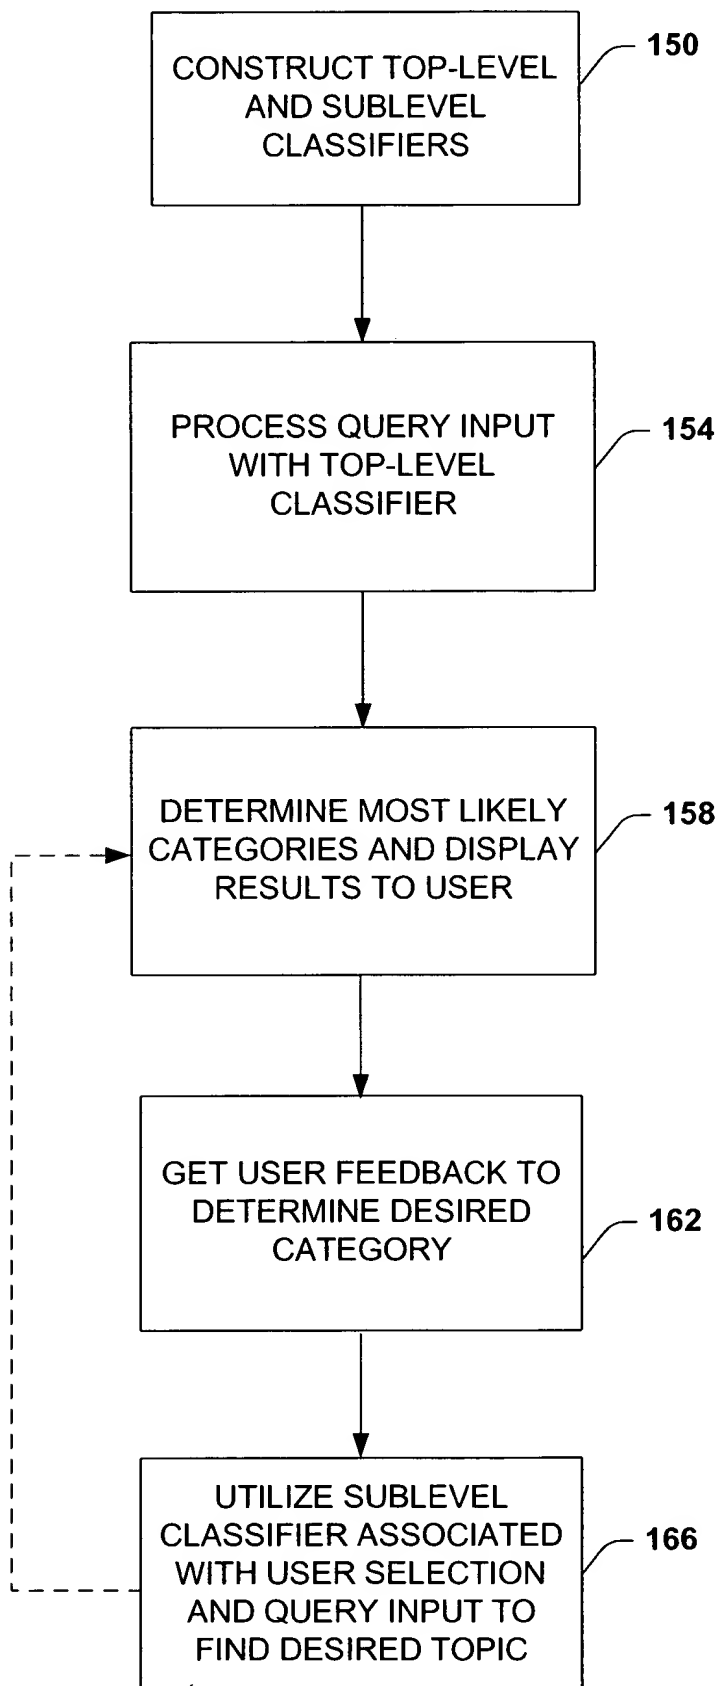 CONSTRUCT TOP-LEVEL
AND SUBLEVEL
CLASSIFIERS
150
PROCESS QUERY INPUT
WITH TOP-LEVEL
CLASSIFIER
154
DETERMINE MOST LIKELY
CATEGORIES AND DISPLAY
RESULTS TO USER
158
GET USER FEEDBACK TO
DETERMINE DESIRED
CATEGORY
162
UTILIZE SUBLEVEL
CLASSIFIER ASSOCIATED
WITH USER SELECTION
AND QUERY INPUT TO
FIND DESIRED TOPIC
166